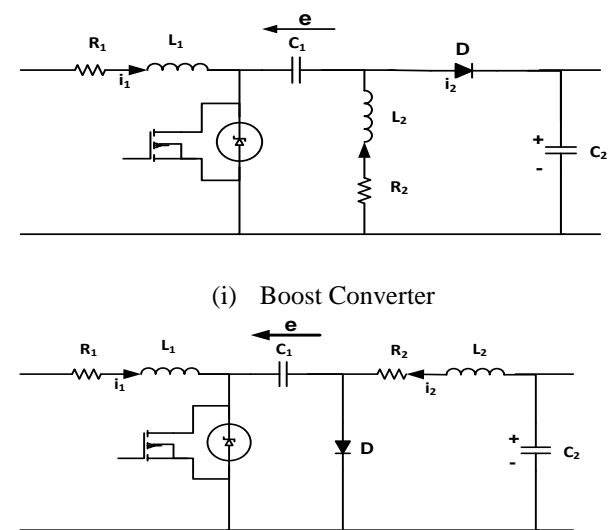 e
R₁ L₁ C₁ D
i₁ i₂
L₂
+
- C₂
R₂
(i) Boost Converter
e
R₁ L₁ C₁ R₂ L₂
i₁ i₂
+
- C₂
D